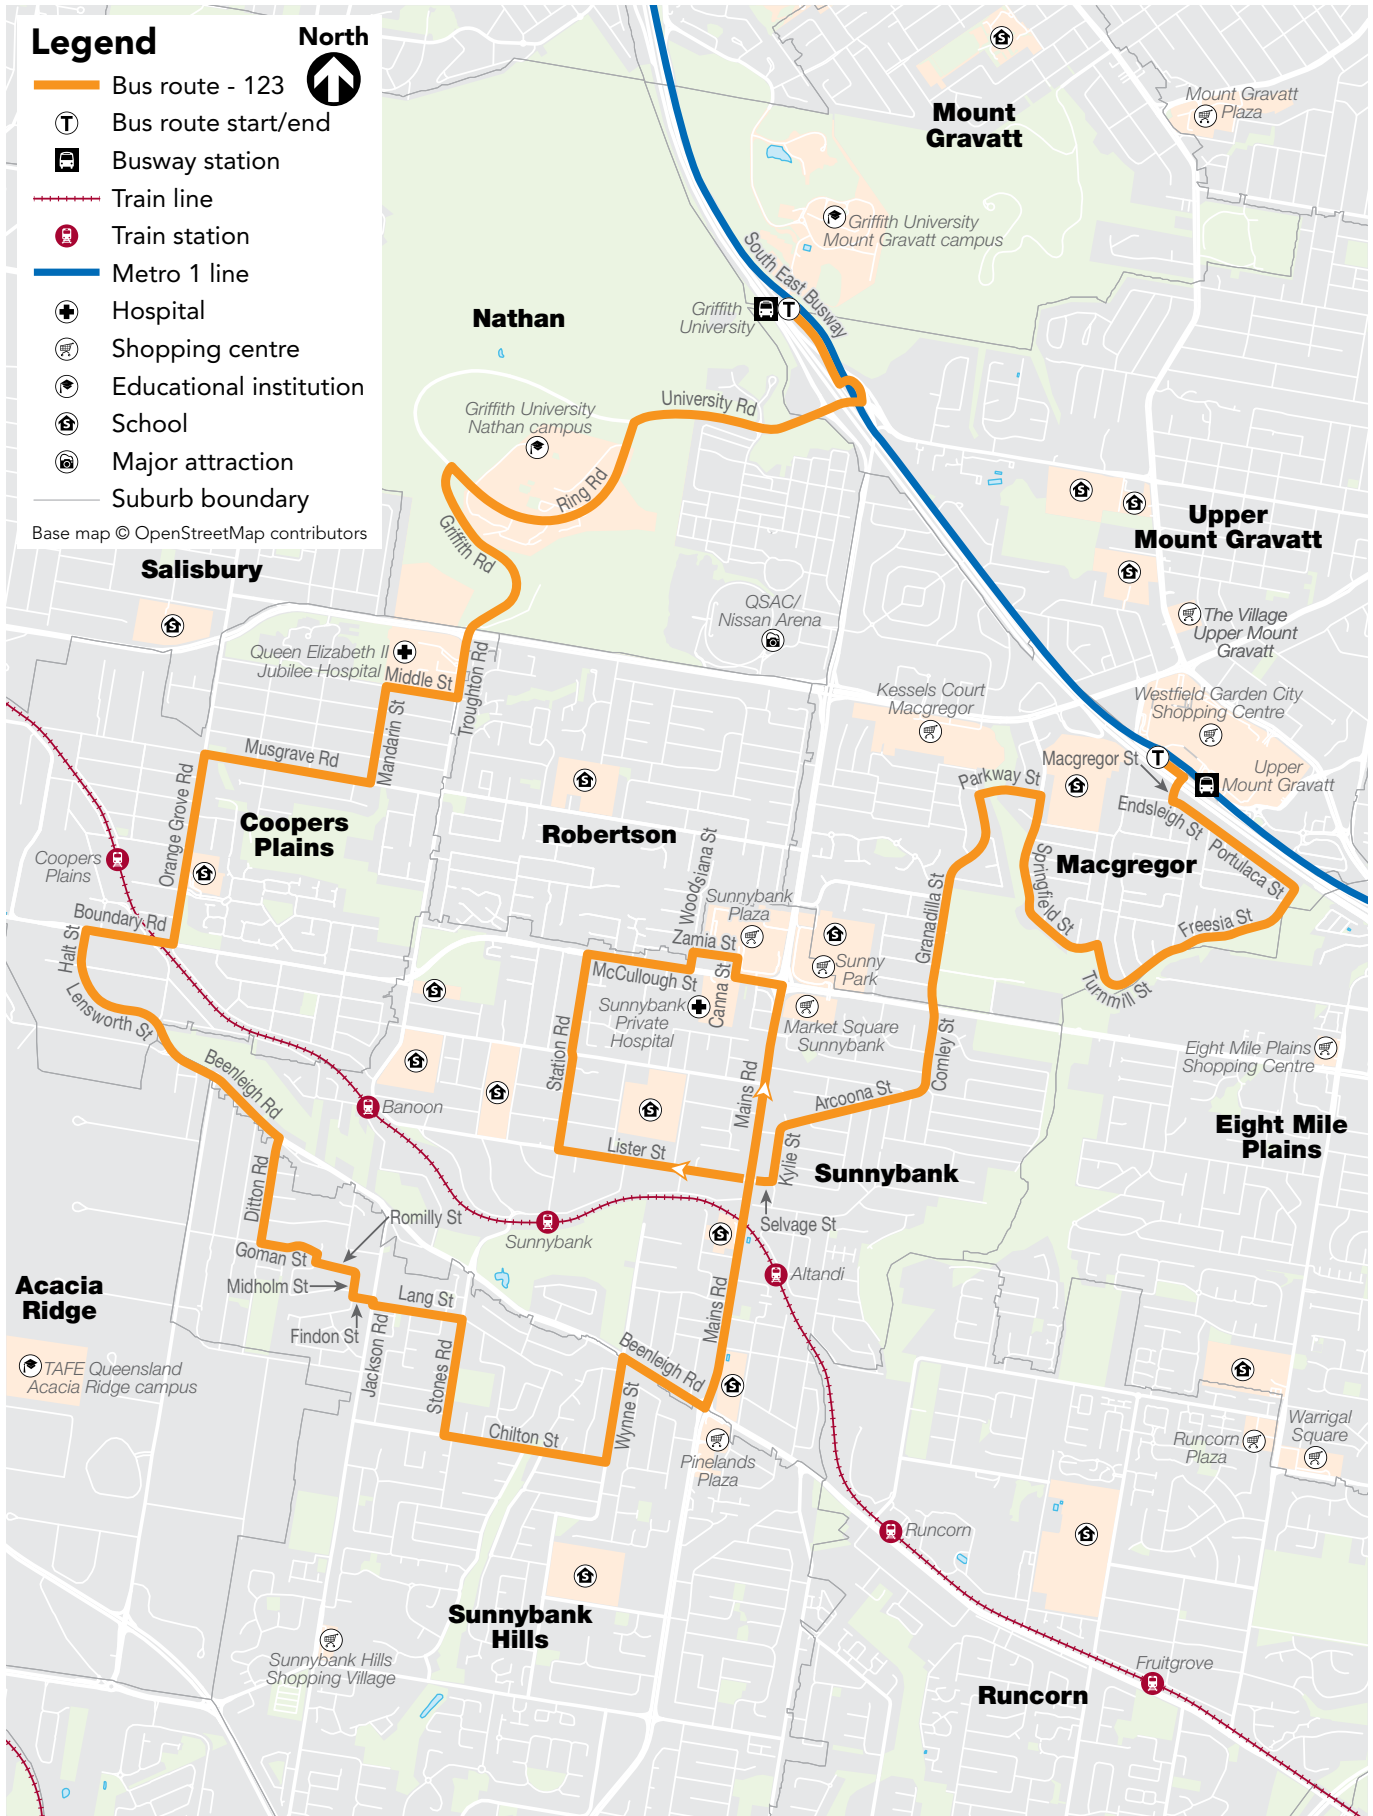 Legend
North
Bus route - 123
Bus route start/end
Busway station
Train line
Train station
Metro 1 line
Hospital
Shopping centre
Educational institution
School
Major attraction
Suburb boundary
Base map © OpenStreetMap contributors
Mount
Gravatt
Mount Gravatt
Plaza
Griffith University
Mount Gravatt campus
South East Busway
Griffith
University
T
Nathan
University Rd
Griffith University
Nathan campus
Ring Rd
Griffith Rd
Upper
Mount Gravatt
Salisbury
QSAC/
Nissan Arena
The Village
Upper Mount
Gravatt
Queen Elizabeth II
Jubilee Hospital
Middle St
Troughton Rd
Mandarin St
Musgrave Rd
Orange Grove Rd
Kessels Court
Macgregor
Westfield Garden City
Shopping Centre
Macgregor St
T
Upper
Mount Gravatt
Parkway St
Endsleigh St
Portulaca St
Coopers
Plains
Robertson
Macgregor
Coopers
Plains
Woodsiana St
Springfield St
Granadilla St
Freesia St
Sunnybank
Plaza
Boundary Rd
Halt St
Zamia St
McCullough St
Canna St
Sunny
Park
Turnmill St
Lensworth St
Sunnybank
Private
Hospital
Market Square
Sunnybank
Station Rd
Mains Rd
Comley St
Eight Mile Plains
Shopping Centre
Beenleigh Rd
Banoon
Arcoona St
Eight Mile
Plains
Lister St
Kylie St
Sunnybank
Ditton Rd
Romilly St
Selvage St
Sunnybank
Goman St
Altandi
Midholm St
Acacia
Ridge
Lang St
Mains Rd
Findon St
Jackson Rd
Stones Rd
Beenleigh Rd
TAFE Queensland
Acacia Ridge campus
Wynne St
Chilton St
Warrigal
Square
Runcorn
Plaza
Pinelands
Plaza
Runcorn
Sunnybank
Hills
Sunnybank Hills
Shopping Village
Fruitgrove
Runcorn